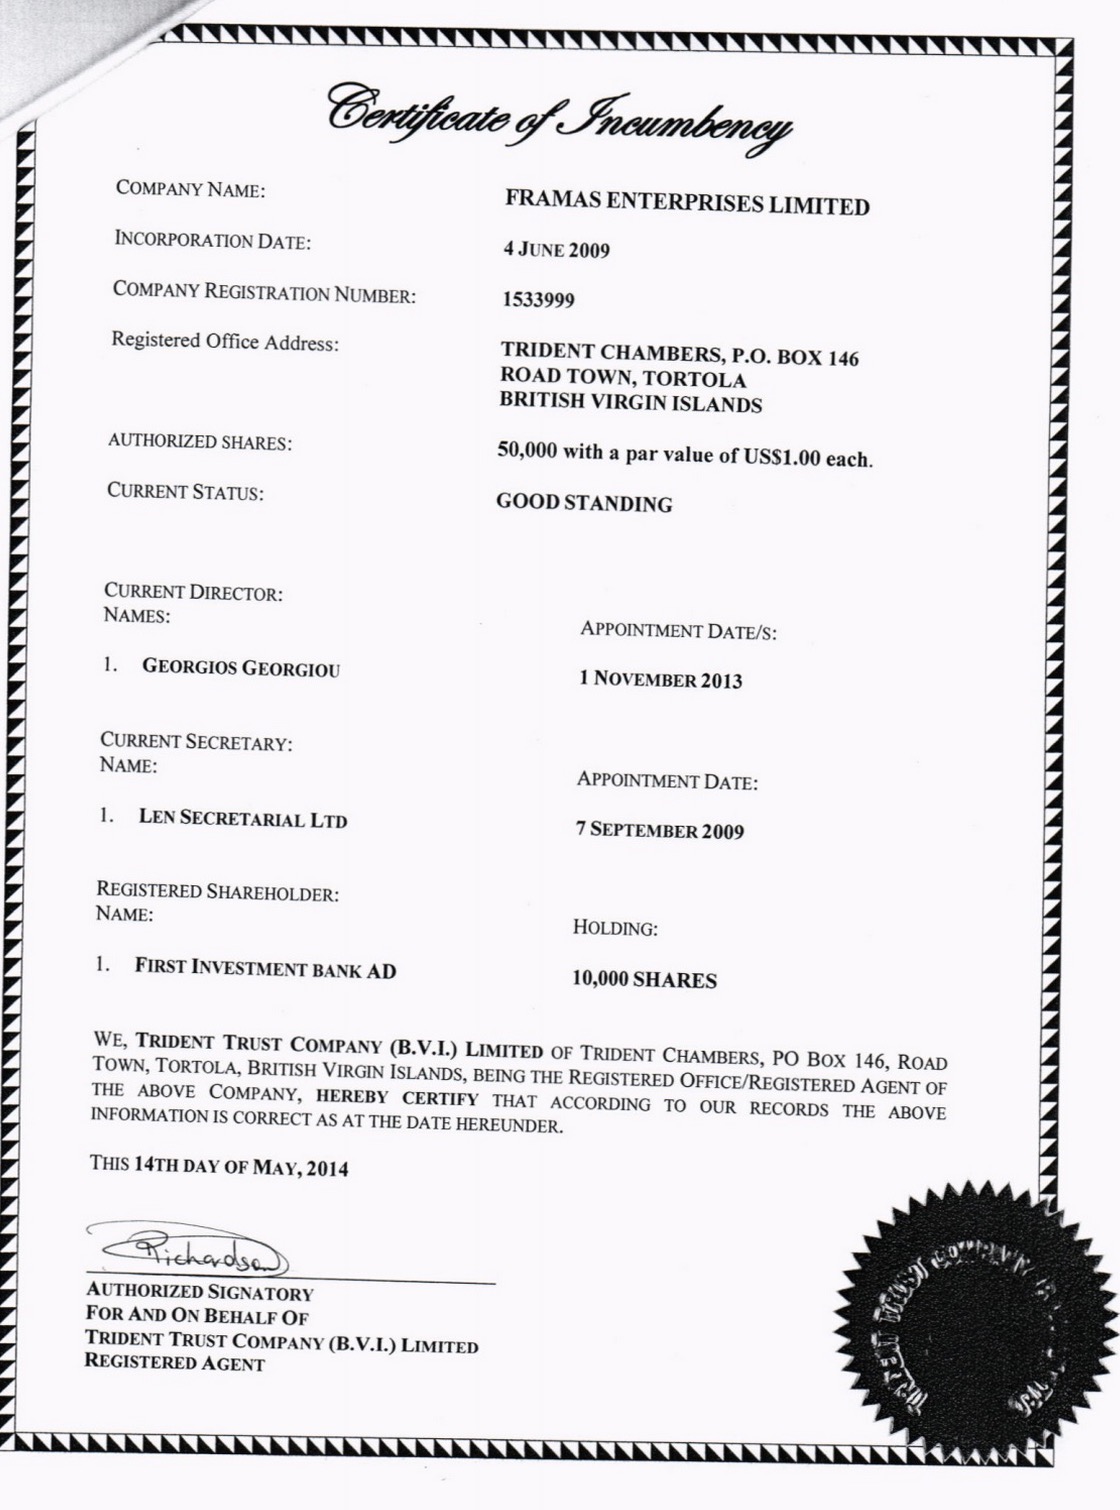 Certificate of Incumbency
COMPANY NAME: FRAMAS ENTERPRISES LIMITED
INCORPORATION DATE: 4 JUNE 2009
COMPANY REGISTRATION NUMBER: 1533999
Registered Office Address: TRIDENT CHAMBERS, P.O. BOX 146
ROAD TOWN, TORTOLA
BRITISH VIRGIN ISLANDS
AUTHORIZED SHARES: 50,000 with a par value of US$1.00 each.
CURRENT STATUS: GOOD STANDING
CURRENT DIRECTOR:
NAMES: APPOINTMENT DATE/S:
1. GEORGIOS GEORGIOU 1 NOVEMBER 2013
CURRENT SECRETARY:
NAME: APPOINTMENT DATE:
1. LEN SECRETARIAL LTD 7 SEPTEMBER 2009
REGISTERED SHAREHOLDER:
NAME: HOLDING:
1. FIRST INVESTMENT BANK AD 10,000 SHARES
WE, TRIDENT TRUST COMPANY (B.V.I.) LIMITED OF TRIDENT CHAMBERS, PO BOX 146, ROAD
TOWN, TORTOLA, BRITISH VIRGIN ISLANDS, BEING THE REGISTERED OFFICE/REGISTERED AGENT OF
THE ABOVE COMPANY, HEREBY CERTIFY THAT ACCORDING TO OUR RECORDS THE ABOVE
INFORMATION IS CORRECT AS AT THE DATE HEREUNDER.
THIS 14TH DAY OF MAY, 2014
Richardson
AUTHORIZED SIGNATORY
FOR AND ON BEHALF OF
TRIDENT TRUST COMPANY (B.V.I.) LIMITED
REGISTERED AGENT
TRUST COMPANY